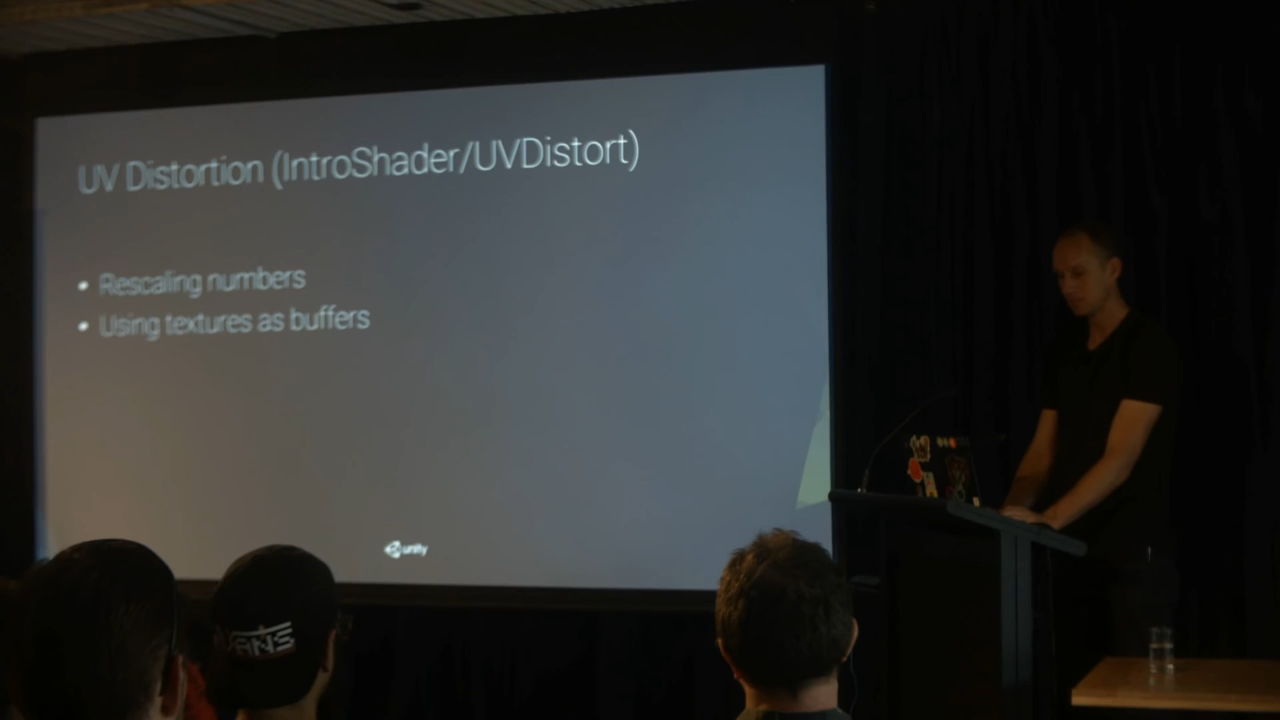 UV Distortion (IntroShader/UVDistort)
• Rescaling numbers
• Using textures as buffers
unity
VANS